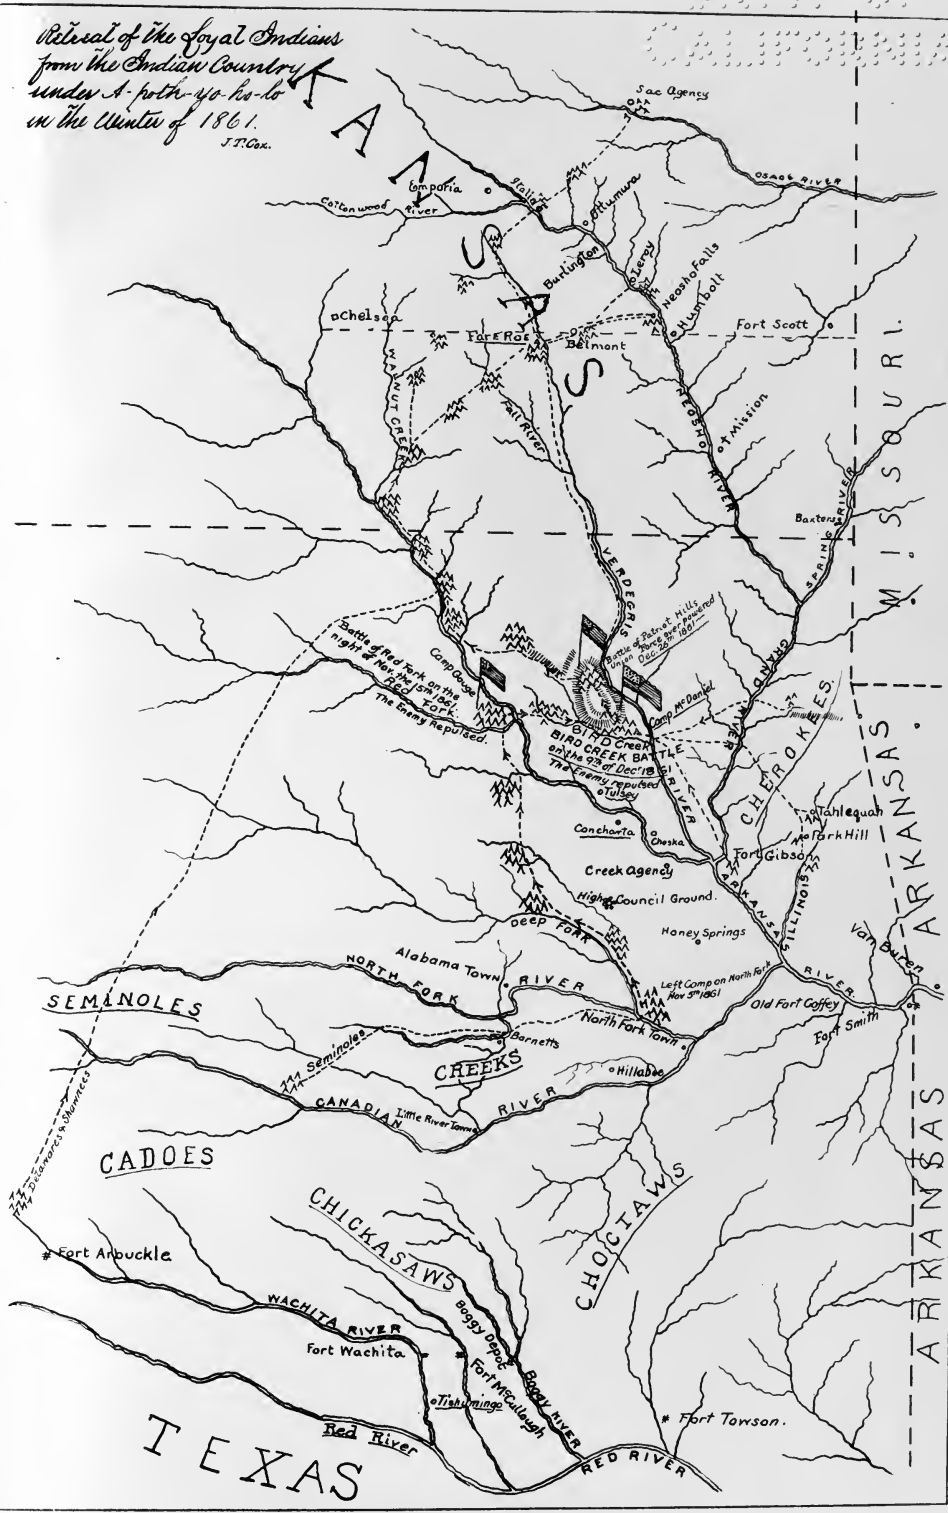 Retreat of the Loyal Indians
from the Indian Country
under A-poth-yo-ho-lo
in the Winter of 1861.
J.T. Cox.
CALIFORNIA
KANSAS
Sac Agency
OSAGE RIVER
Emporia
Cottonwood River
Ottumwa
Burlington
Leroy
Neosho Falls
Humbolt
Chelsea
Fort Roe
Belmont
Fort Scott
WALNUT CREEK
Fall River
NEOSHO RIVER
Mission
MISSOURI.
Baxters
SPRING RIVER
VERDEGRIS
RIVER
GRAND RIVER
Battle of Patriot Hills
Union Force over powered
Dec. 26th 1861
Battle of Red Fork on the
night of Nov. the 15th 1861.
Red Fork.
The Enemy Repulsed.
Camp Gouge
Camp McDaniel
BIRD Creek
BIRD CREEK BATTLE
on the 9th of Dec' 1861
The Enemy repulsed
Tulsey
CHEROKEES.
Concharta
Choska
Tahlequah
Park Hill
Fort Gibson
Creek Agency
High Council Ground.
ILLINOIS
ARKANSAS
RIVER
DEEP FORK
Honey Springs
Van Buren
Alabama Town
NORTH FORK
RIVER
Left Camp on North Fork
Nov 5th 1861
Old Fort Coffey
Fort Smith
SEMINOLES
North Fork Town
Barnetts
Seminoles
CREEKS
Hillabee
CANADIAN
RIVER
Little River Town
Delawares & Shawnees
CADOES
CHICKASAWS
CHOCTAWS
ARKANSAS.
ARKANSAS
ARKANSAS
Fort Arbuckle
WACHITA RIVER
Fort Wachita
Boggy Depot
Fort McCullough
Boggy RIVER
Tishumingo
Fort Towson.
Red River
RED RIVER
TEXAS